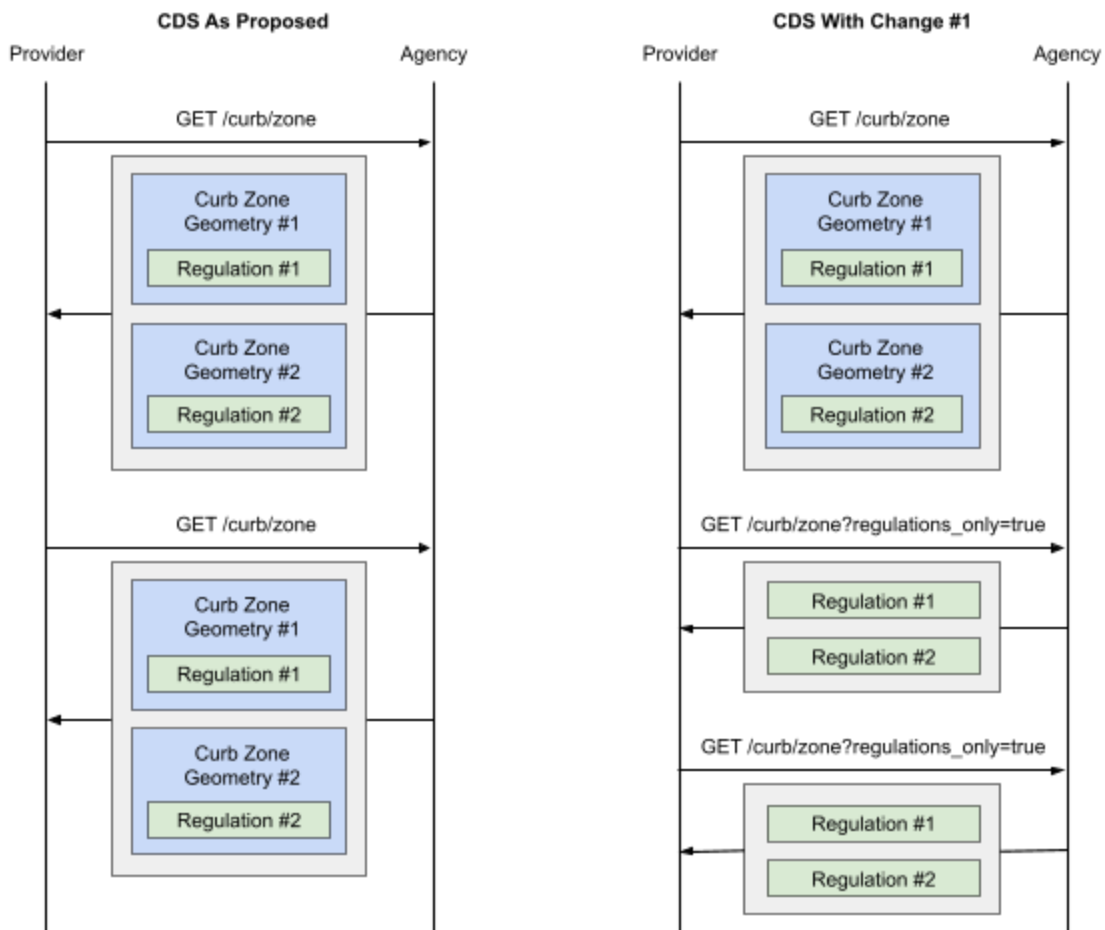 CDS As Proposed
Provider
Agency
GET /curb/zone
Curb Zone
Geometry #1
Regulation #1
Curb Zone
Geometry #2
Regulation #2
GET /curb/zone
Curb Zone
Geometry #1
Regulation #1
Curb Zone
Geometry #2
Regulation #2
CDS With Change #1
Provider
Agency
GET /curb/zone
Curb Zone
Geometry #1
Regulation #1
Curb Zone
Geometry #2
Regulation #2
GET /curb/zone?regulations_only=true
Regulation #1
Regulation #2
GET /curb/zone?regulations_only=true
Regulation #1
Regulation #2